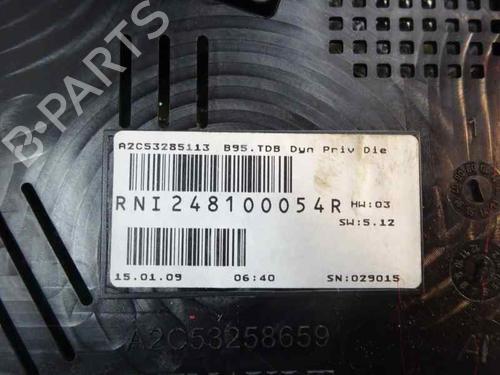 B-PARTS
A2C53285113 B95.TDB Dyn Priv Die
RNI248100054R HW:03
SW:5.12
15.01.09 06:40 SN:029015
A2C53258659